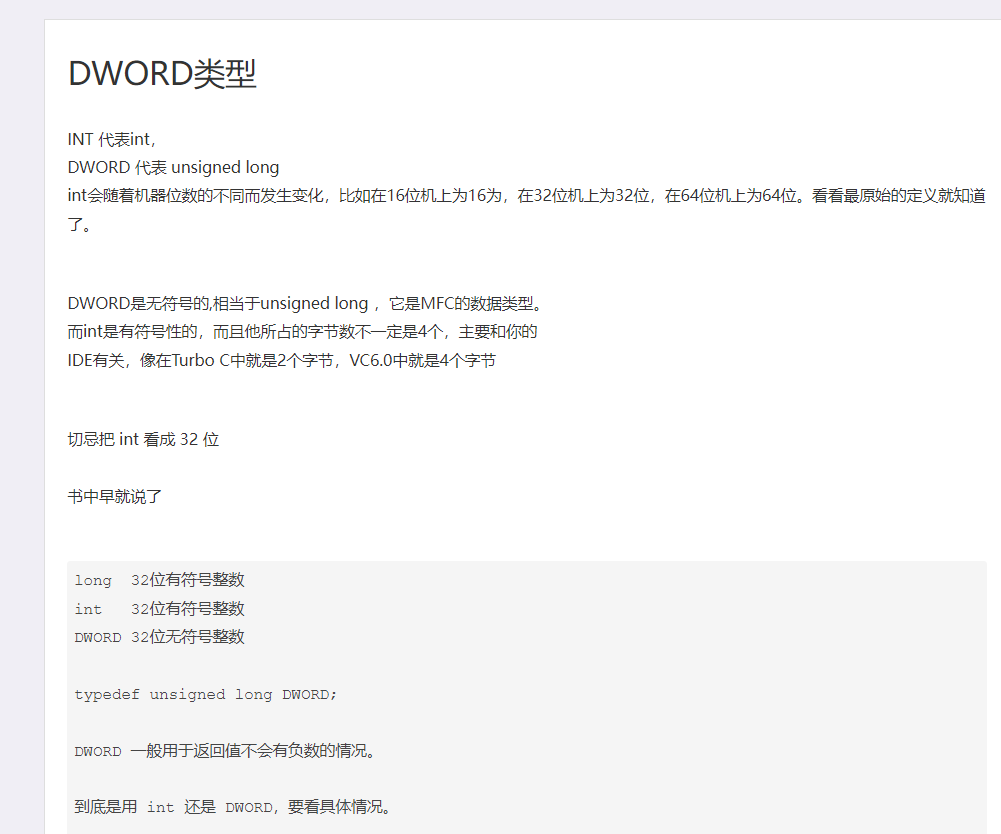 DWORD类型
INT 代表int，
DWORD 代表 unsigned long
int会随着机器位数的不同而发生变化，比如在16位机上为16为，在32位机上为32位，在64位机上为64位。看看最原始的定义就知道
了。
DWORD是无符号的,相当于unsigned long ，它是MFC的数据类型。
而int是有符号性的，而且他所占的字节数不一定是4个，主要和你的
IDE有关，像在Turbo C中就是2个字节，VC6.0中就是4个字节
切忌把 int 看成 32 位
书中早就说了
long  32位有符号整数
int   32位有符号整数
DWORD 32位无符号整数
typedef unsigned long DWORD;
DWORD 一般用于返回值不会有负数的情况。
到底是用 int 还是 DWORD，要看具体情况。